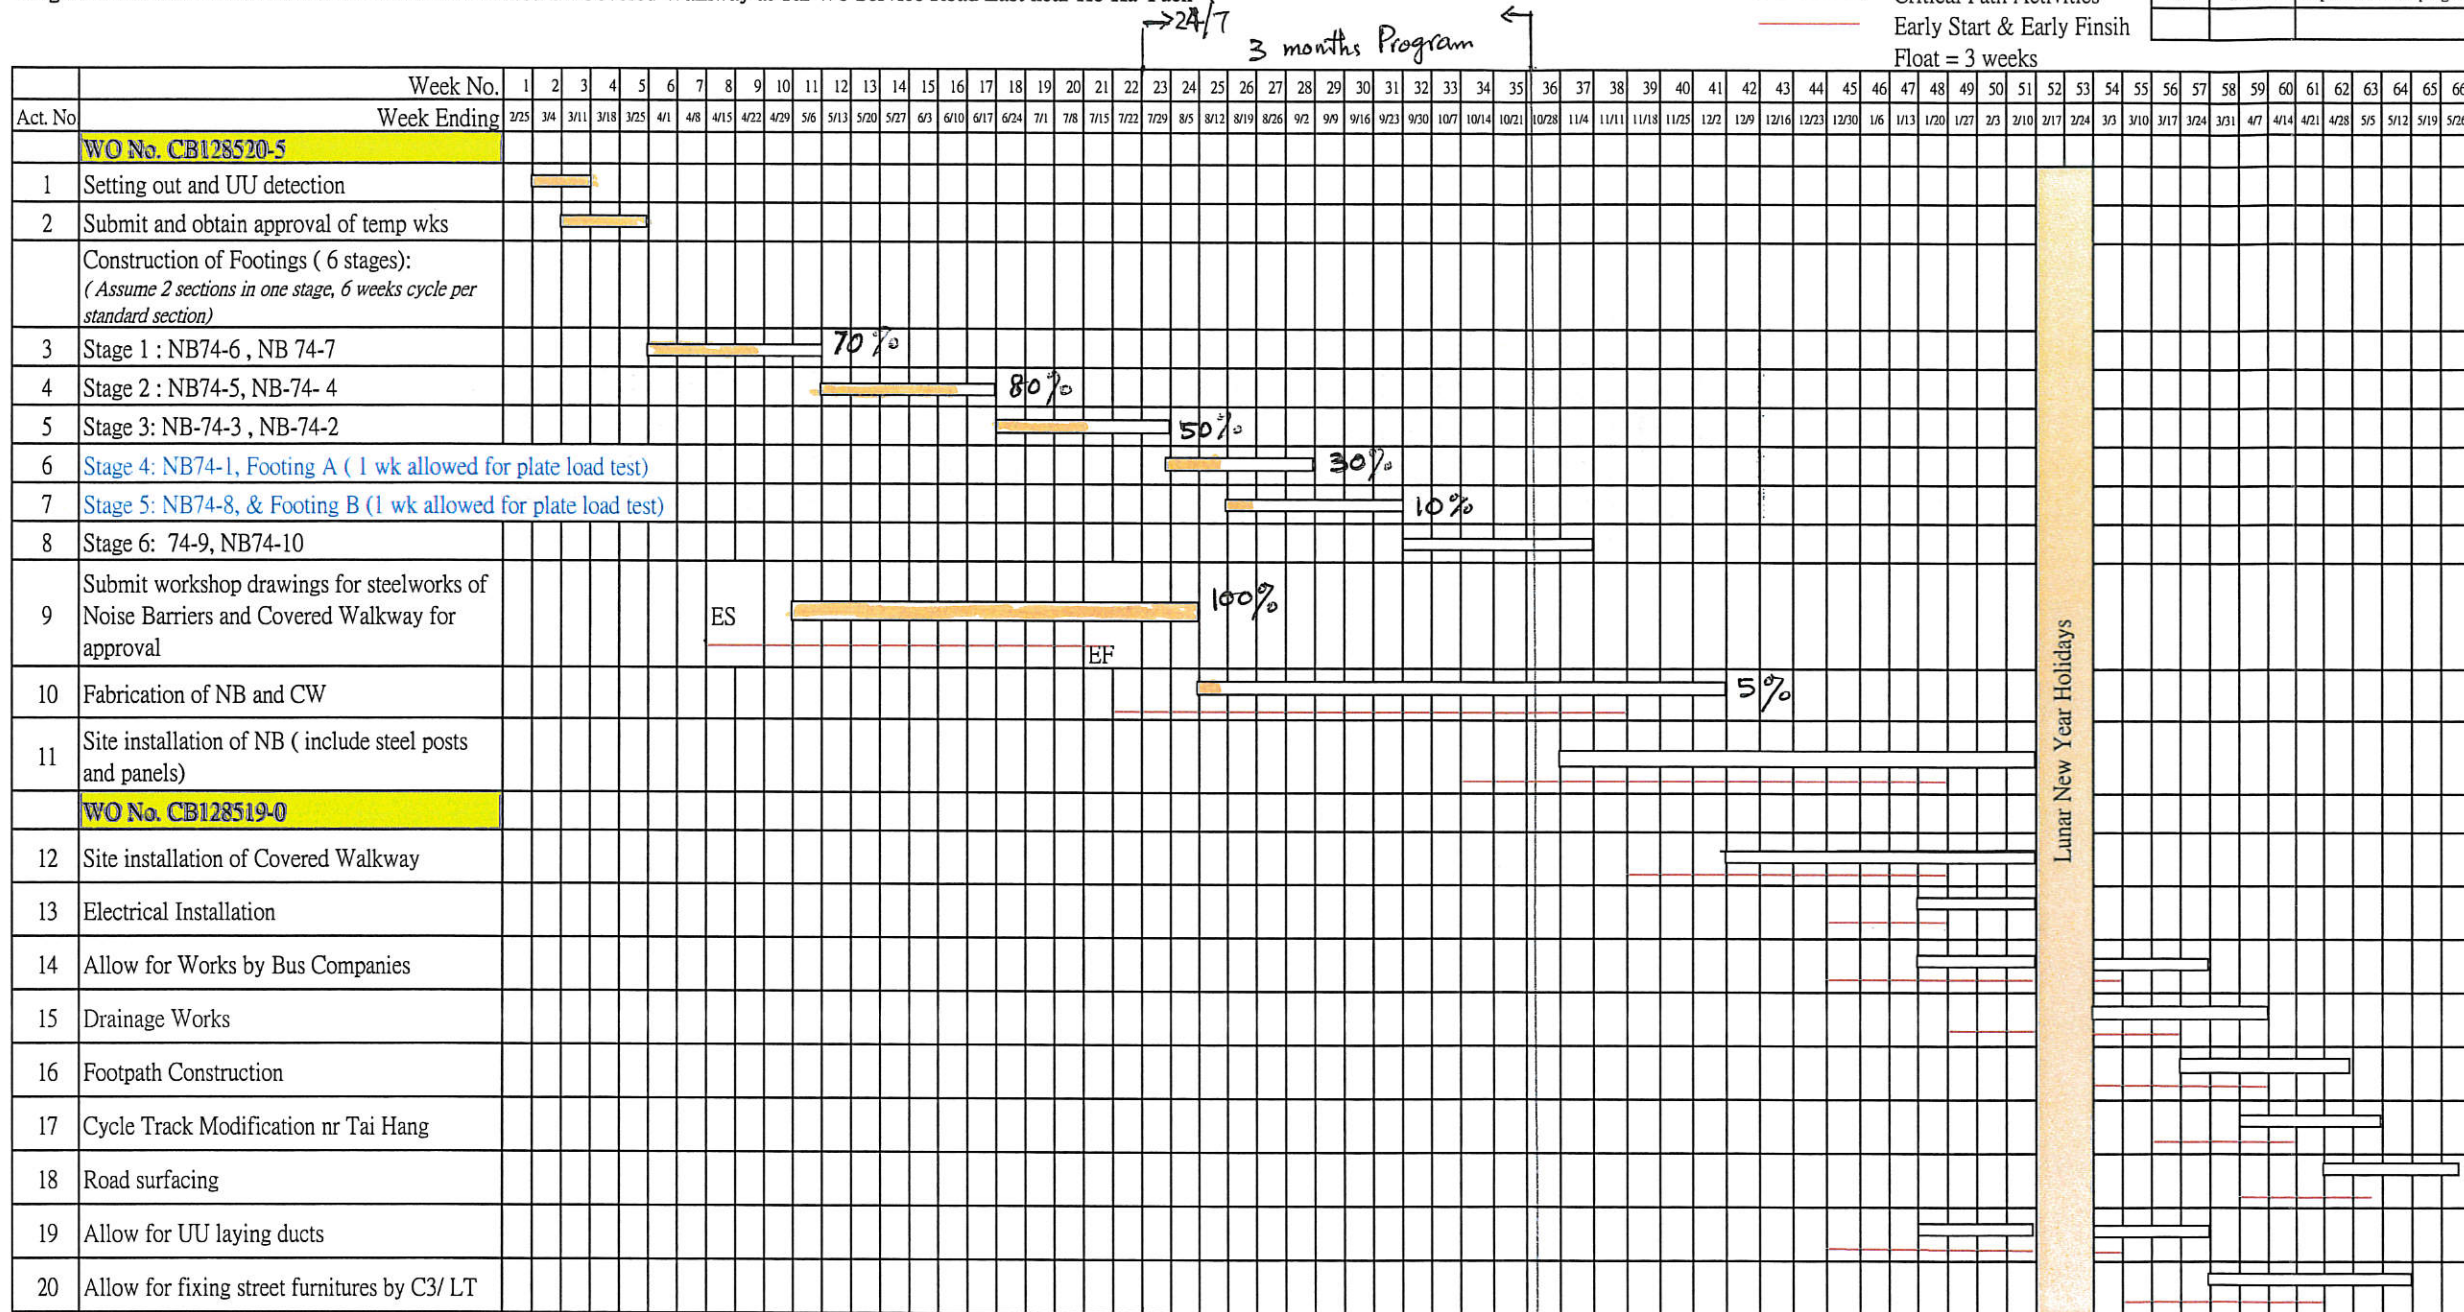 →24/7
3 months Program
Early Start & Early Finsih
Float = 3 weeks
Week No. 1 2 3 4 5 6 7 8 9 10 11 12 13 14 15 16 17 18 19 20 21 22 23 24 25 26 27 28 29 30 31 32 33 34 35 36 37 38 39 40 41 42 43 44 45 46 47 48 49 50 51 52 53 54 55 56 57 58 59 60 61 62 63 64 65 66
Act. No Week Ending 2/25 3/4 3/11 3/18 3/25 4/1 4/8 4/15 4/22 4/29 5/6 5/13 5/20 5/27 6/3 6/10 6/17 6/24 7/1 7/8 7/15 7/22 7/29 8/5 8/12 8/19 8/26 9/2 9/9 9/16 9/23 9/30 10/7 10/14 10/21 10/28 11/4 11/11 11/18 11/25 12/2 12/9 12/16 12/23 12/30 1/6 1/13 1/20 1/27 2/3 2/10 2/17 2/24 3/3 3/10 3/17 3/24 3/31 4/7 4/14 4/21 4/28 5/5 5/12 5/19 5/26
WO No. CB128520-5
1 Setting out and UU detection
2 Submit and obtain approval of temp wks
Construction of Footings ( 6 stages):
( Assume 2 sections in one stage, 6 weeks cycle per
standard section)
3 Stage 1 : NB74-6 , NB 74-7 70%
4 Stage 2 : NB74-5, NB-74- 4 80%
5 Stage 3: NB-74-3 , NB-74-2 50%
6 Stage 4: NB74-1, Footing A ( 1 wk allowed for plate load test) 30%
7 Stage 5: NB74-8, & Footing B (1 wk allowed for plate load test) 10%
8 Stage 6: 74-9, NB74-10
Submit workshop drawings for steelworks of
9 Noise Barriers and Covered Walkway for ES 100%
approval EF
10 Fabrication of NB and CW 5%
Site installation of NB ( include steel posts
11 and panels)
WO No. CB128519-0
12 Site installation of Covered Walkway
Lunar New Year Holidays
13 Electrical Installation
14 Allow for Works by Bus Companies
15 Drainage Works
16 Footpath Construction
17 Cycle Track Modification nr Tai Hang
18 Road surfacing
19 Allow for UU laying ducts
20 Allow for fixing street furnitures by C3/ LT